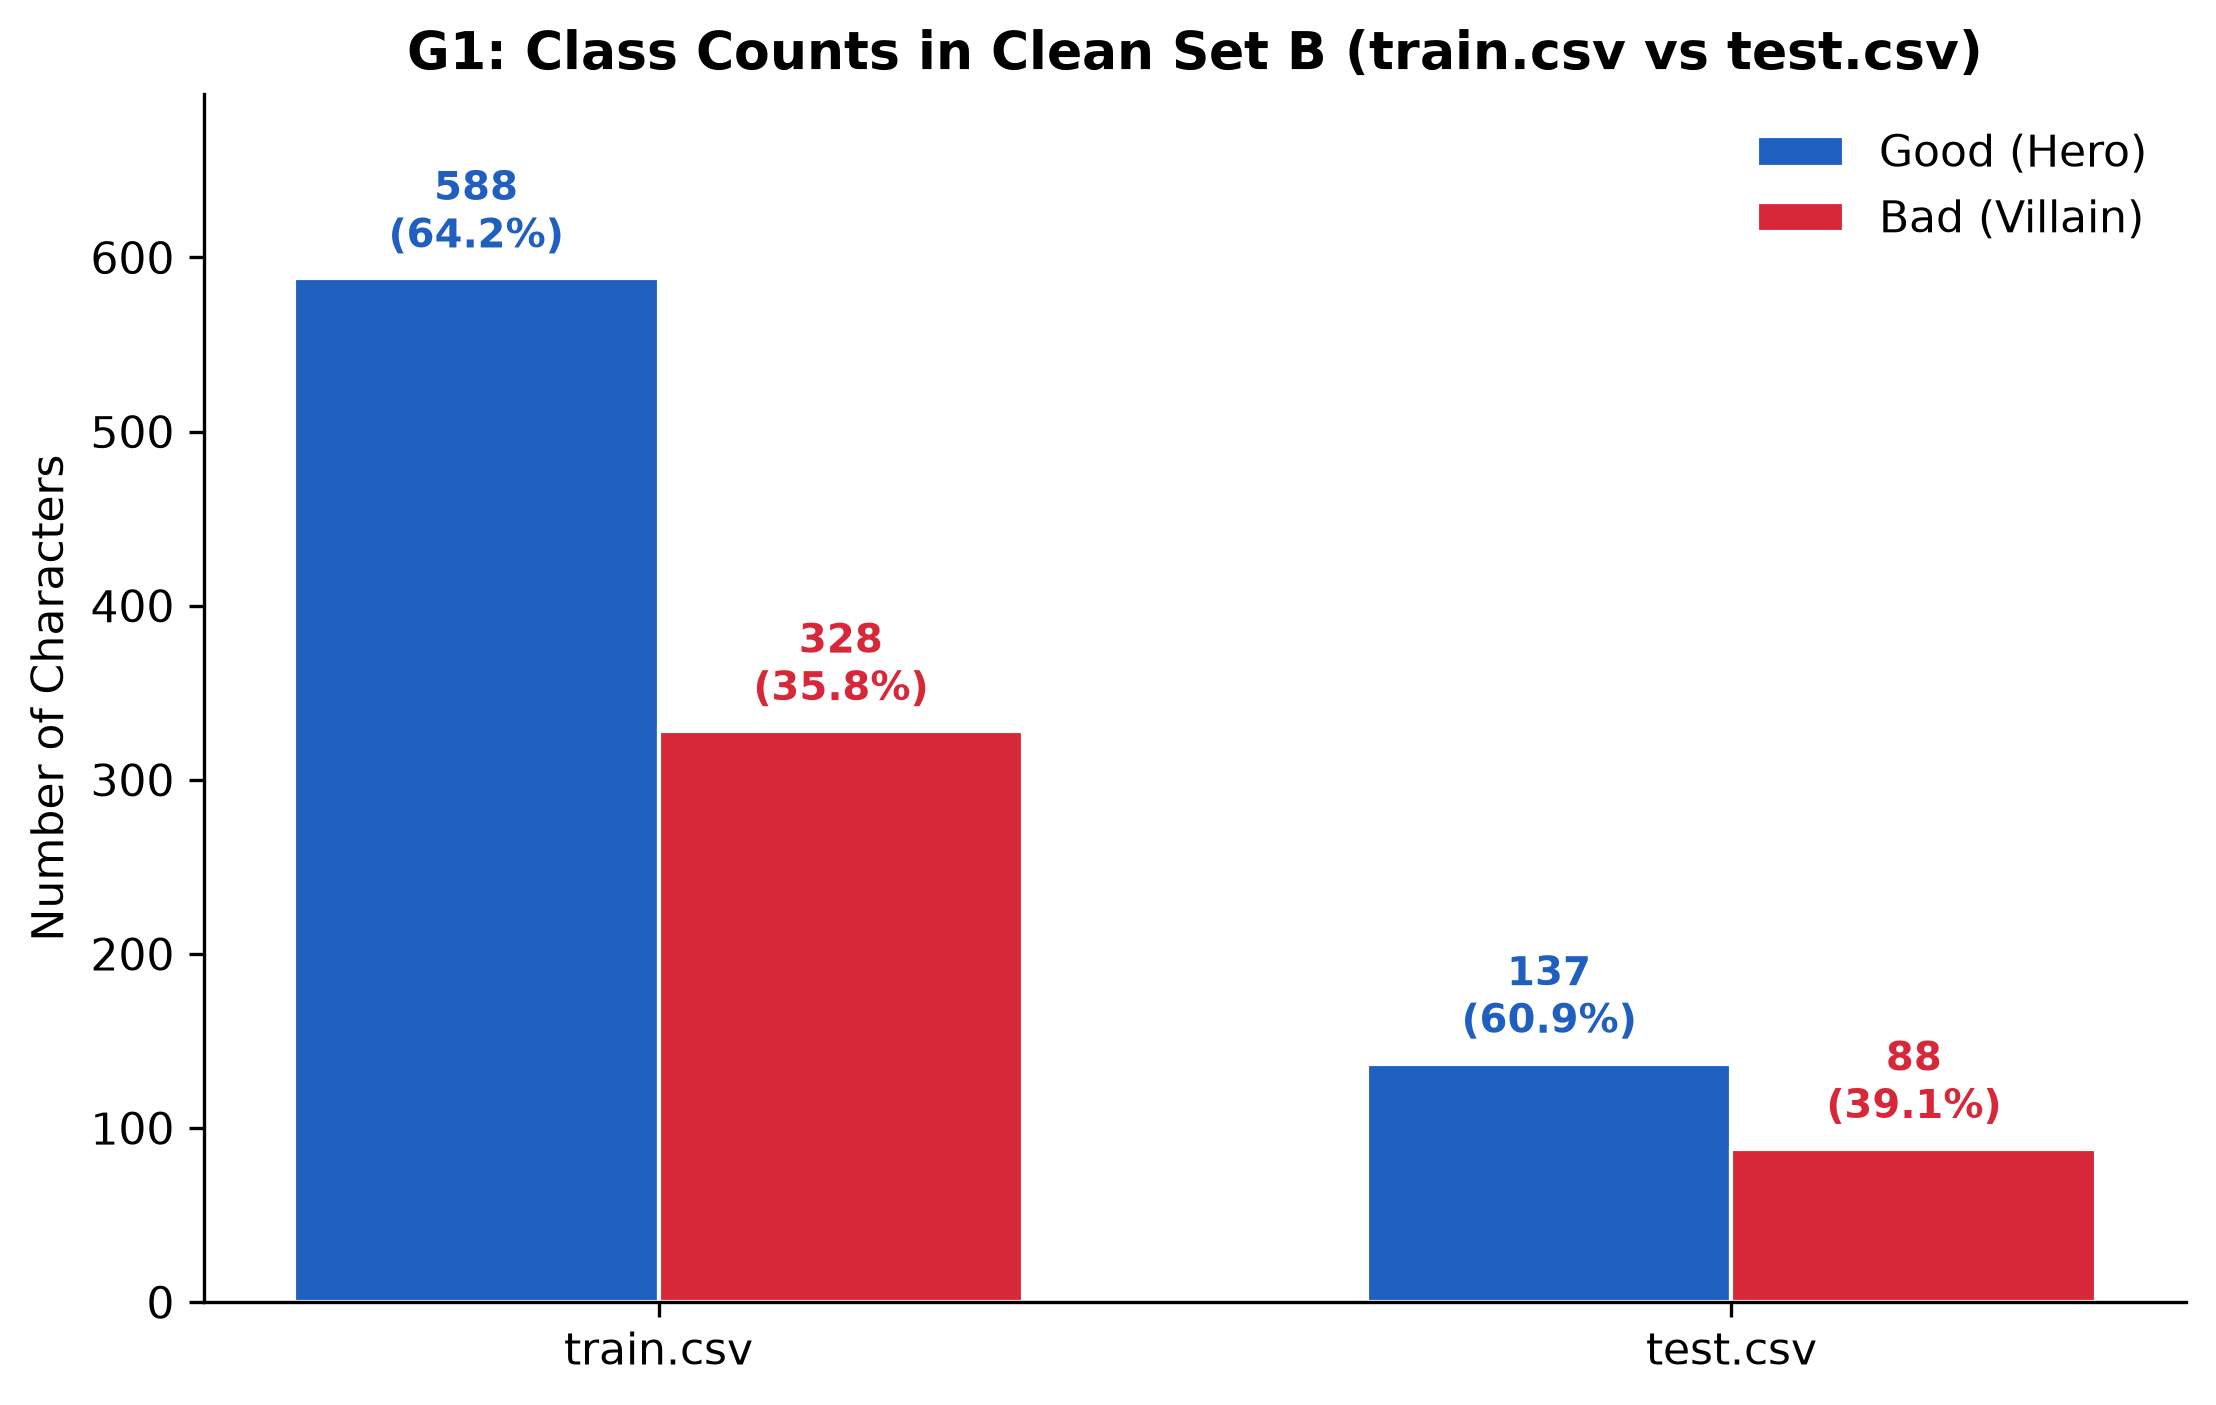 G1: Class Counts in Clean Set B (train.csv vs test.csv)
Good (Hero)
Bad (Villain)
Number of Characters
600
500
400
300
200
100
0
588
(64.2%)
328
(35.8%)
137
(60.9%)
88
(39.1%)
train.csv
test.csv